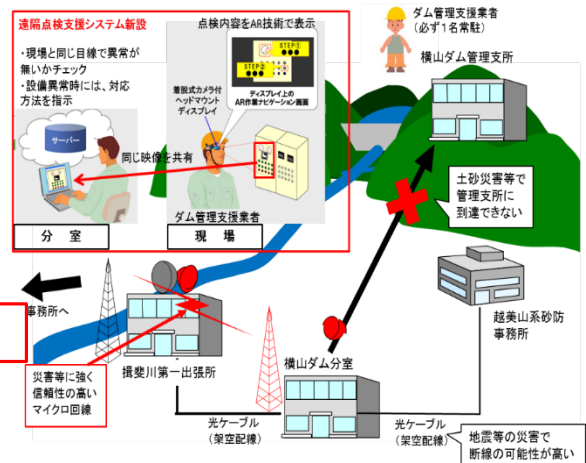 遠隔点検支援システム新設
・現場と同じ目線で異常が
無いかチェック
・設備異常時には、対応
方法を指示
サーバー
分 室
点検内容をAR技術で表示
STEP①
STEP②
ディスプレイ上の
AR作業ナビゲーション画面
着脱式カメラ付
ヘッドマウント
ディスプレイ
同じ映像を共有
ダム管理支援業者
現 場
ダム管理支援業者
(必ず1名常駐)
横山ダム管理支所
土砂災害等で
管理支所に
到達できない
越美山系砂防
事務所
事務所へ
災害等に強く
信頼性の高い
マイクロ回線
揖斐川第一出張所
横山ダム分室
光ケーブル
(架空配線)
光ケーブル
(架空配線)
地震等の災害で
断線の可能性が高い